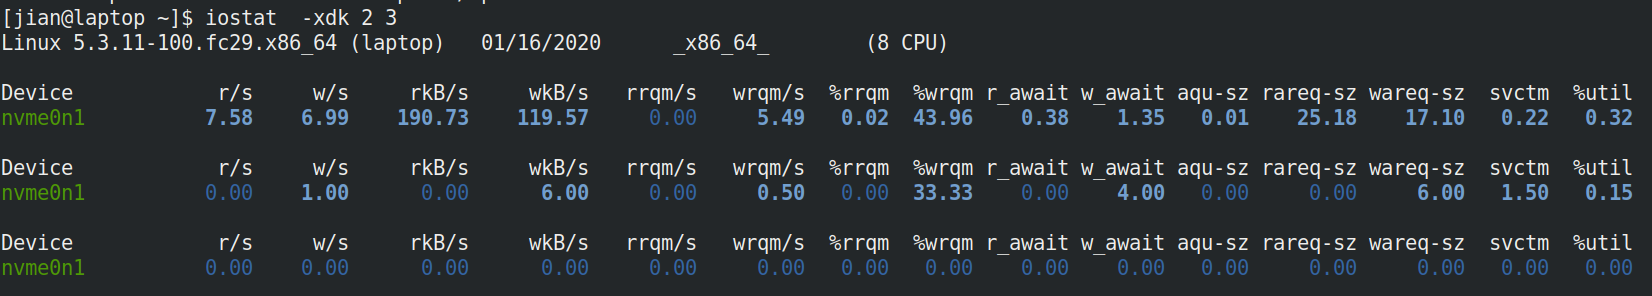 [jian@laptop ~]$ iostat  -xdk 2 3
Linux 5.3.11-100.fc29.x86_64 (laptop)   01/16/2020      _x86_64_        (8 CPU)
Device            r/s     w/s     rkB/s     wkB/s   rrqm/s   wrqm/s  %rrqm  %wrqm r_await w_await aqu-sz rareq-sz wareq-sz  svctm  %util
nvme0n1          7.58    6.99    190.73    119.57     0.00     5.49   0.02  43.96    0.38    1.35   0.01    25.18    17.10   0.22   0.32
Device            r/s     w/s     rkB/s     wkB/s   rrqm/s   wrqm/s  %rrqm  %wrqm r_await w_await aqu-sz rareq-sz wareq-sz  svctm  %util
nvme0n1          0.00    1.00      0.00      6.00     0.00     0.50   0.00  33.33    0.00    4.00   0.00     0.00     6.00   1.50   0.15
Device            r/s     w/s     rkB/s     wkB/s   rrqm/s   wrqm/s  %rrqm  %wrqm r_await w_await aqu-sz rareq-sz wareq-sz  svctm  %util
nvme0n1          0.00    0.00      0.00      0.00     0.00     0.00   0.00   0.00    0.00    0.00   0.00     0.00     0.00   0.00   0.00